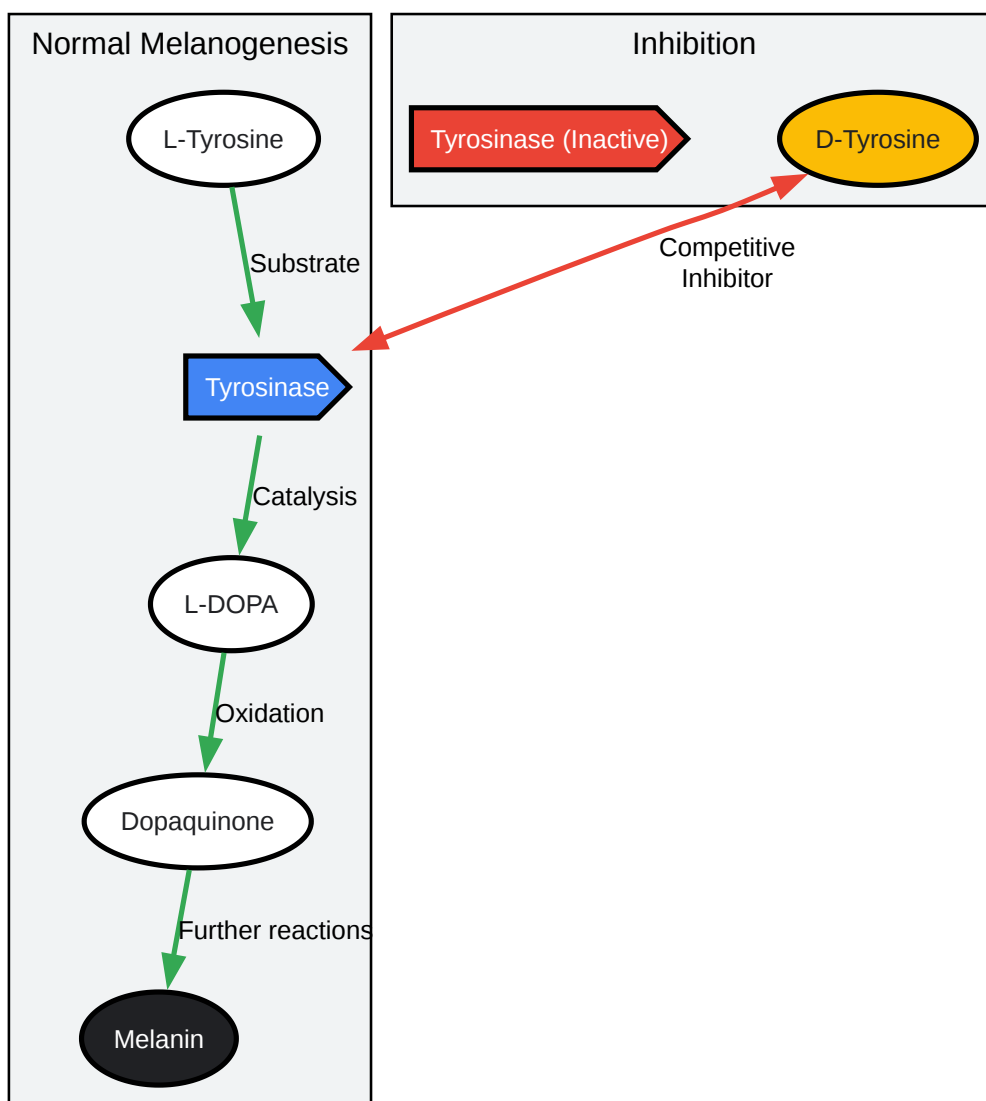 Normal Melanogenesis
L-Tyrosine
Substrate
Tyrosinase
Catalysis
L-DOPA
Oxidation
Dopaquinone
Further reactions
Melanin
Inhibition
Tyrosinase (Inactive)
D-Tyrosine
Competitive
Inhibitor